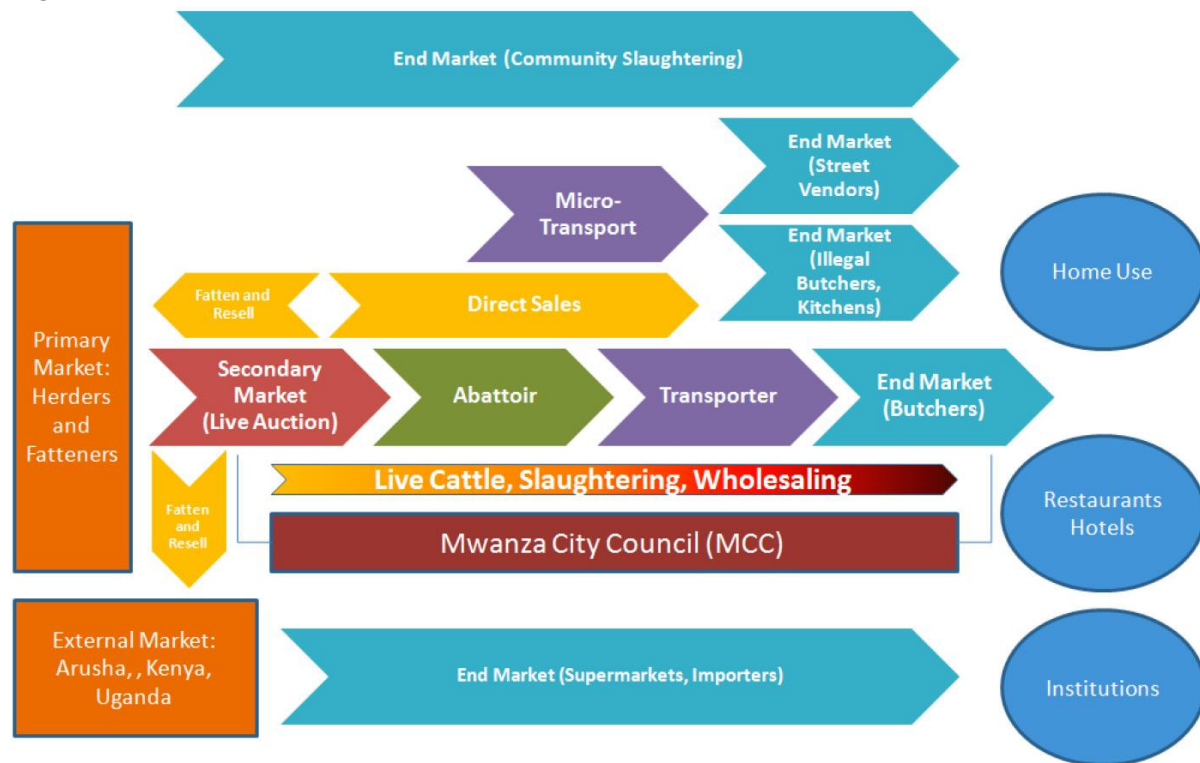 End Market (Community Slaughtering)
End Market
(Street
Vendors)
Micro-
Transport
End Market
(Illegal
Butchers,
Kitchens)
Home Use
Fatten and
Resell
Direct Sales
Primary
Market:
Herders
and
Fatteners
Secondary
Market
(Live Auction)
Abattoir
Transporter
End Market
(Butchers)
Live Cattle, Slaughtering, Wholesaling
Fatten
and
Resell
Mwanza City Council (MCC)
Restaurants
Hotels
External Market:
Arusha, , Kenya,
Uganda
End Market (Supermarkets, Importers)
Institutions